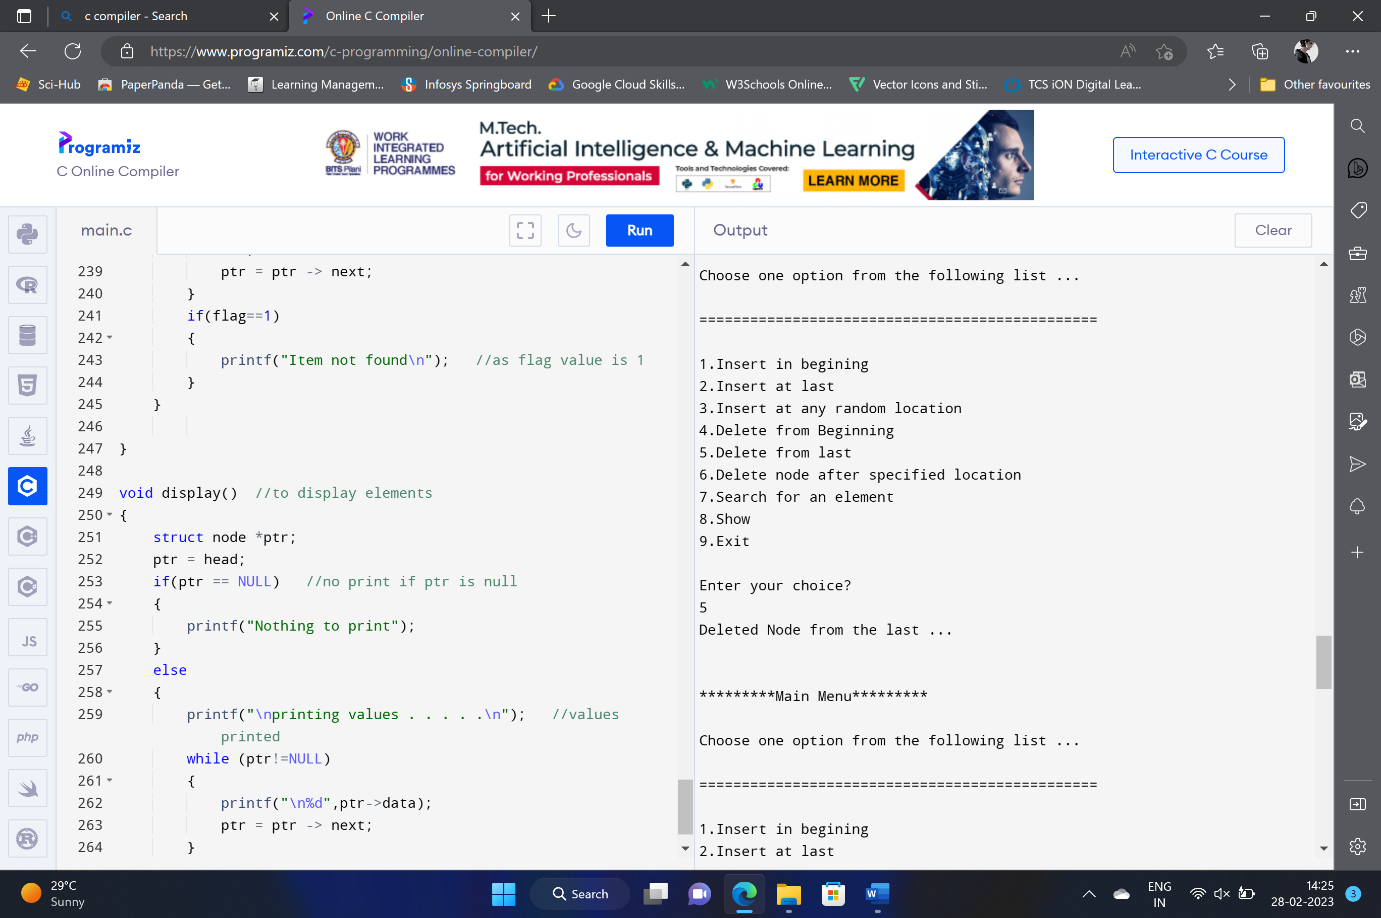 c compiler - Search
Online C Compiler
https://www.programiz.com/c-programming/online-compiler/
Sci-Hub
PaperPanda — Get...
Learning Managem...
Infosys Springboard
Google Cloud Skills...
W3Schools Online...
Vector Icons and Sti...
TCS iON Digital Lea...
Other favourites
Programiz
C Online Compiler
BITS Pilani
WORK
INTEGRATED
LEARNING
PROGRAMMES
M.Tech.
Artificial Intelligence & Machine Learning
for Working Professionals
Tools and Technologies Covered:
LEARN MORE
Interactive C Course
main.c
Run
Output
Clear
239 ptr = ptr -> next;
240 }
241 if(flag==1)
242 {
243 printf("Item not found\n"); //as flag value is 1
244 }
245 }
246
247 }
248
249 void display() //to display elements
250 {
251 struct node *ptr;
252 ptr = head;
253 if(ptr == NULL) //no print if ptr is null
254 {
255 printf("Nothing to print");
256 }
257 else
258 {
259 printf("\nprinting values . . . . .\n"); //values
printed
260 while (ptr!=NULL)
261 {
262 printf("\n%d",ptr->data);
263 ptr = ptr -> next;
264 }
Choose one option from the following list ...
===============================================
1.Insert in begining
2.Insert at last
3.Insert at any random location
4.Delete from Beginning
5.Delete from last
6.Delete node after specified location
7.Search for an element
8.Show
9.Exit
Enter your choice?
5
Deleted Node from the last ...
*********Main Menu*********
Choose one option from the following list ...
===============================================
1.Insert in begining
2.Insert at last
JS
GO
php
29°C
Sunny
Search
ENG
IN
14:25
28-02-2023
3